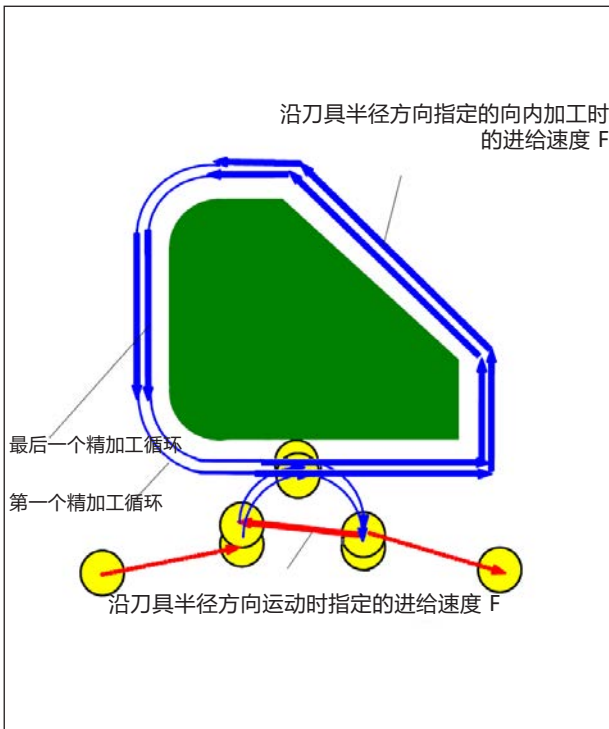 沿刀具半径方向指定的向内加工时
的进给速度 F
最后一个精加工循环
第一个精加工循环
沿刀具半径方向运动时指定的进给速度 F